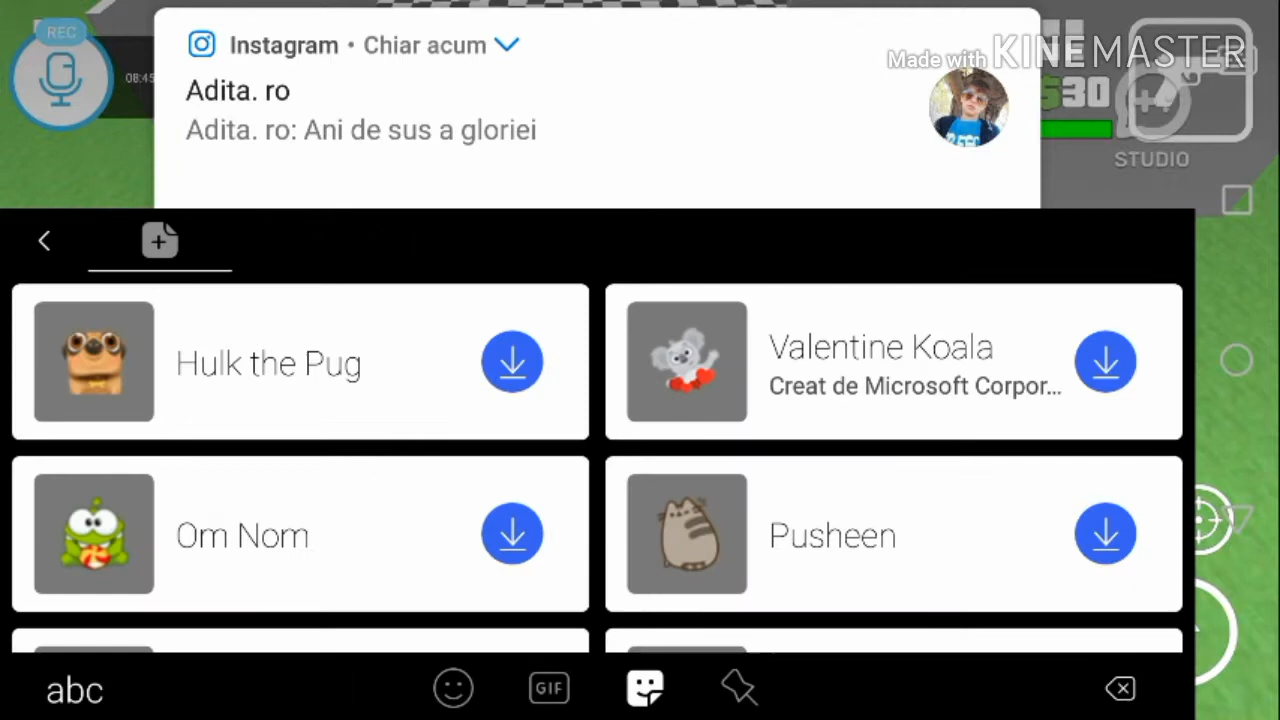 REC
08:45
Instagram • Chiar acum
Made with KINEMASTER
Adita. ro
Adita. ro: Ani de sus a gloriei
$30
STUDIO
Hulk the Pug
Valentine Koala
Creat de Microsoft Corpor...
Om Nom
Pusheen
abc
GIF